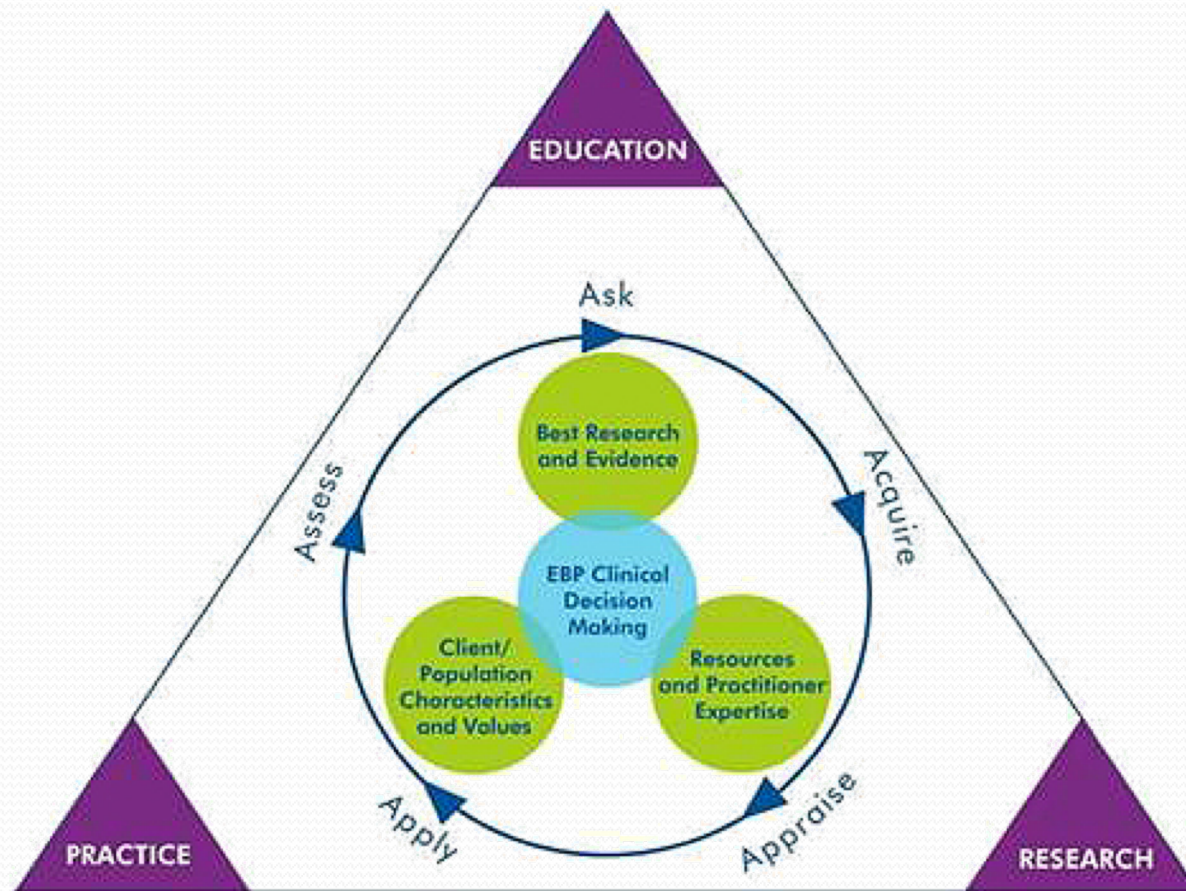 EDUCATION
Ask
Best Research
and Evidence
Acquire
Assess
EBP Clinical
Decision
Making
Client/
Population
Choracteristics
and Values
Resources
and Practitioner
Expertise
Apply
Appraise
PRACTICE
RESEARCH